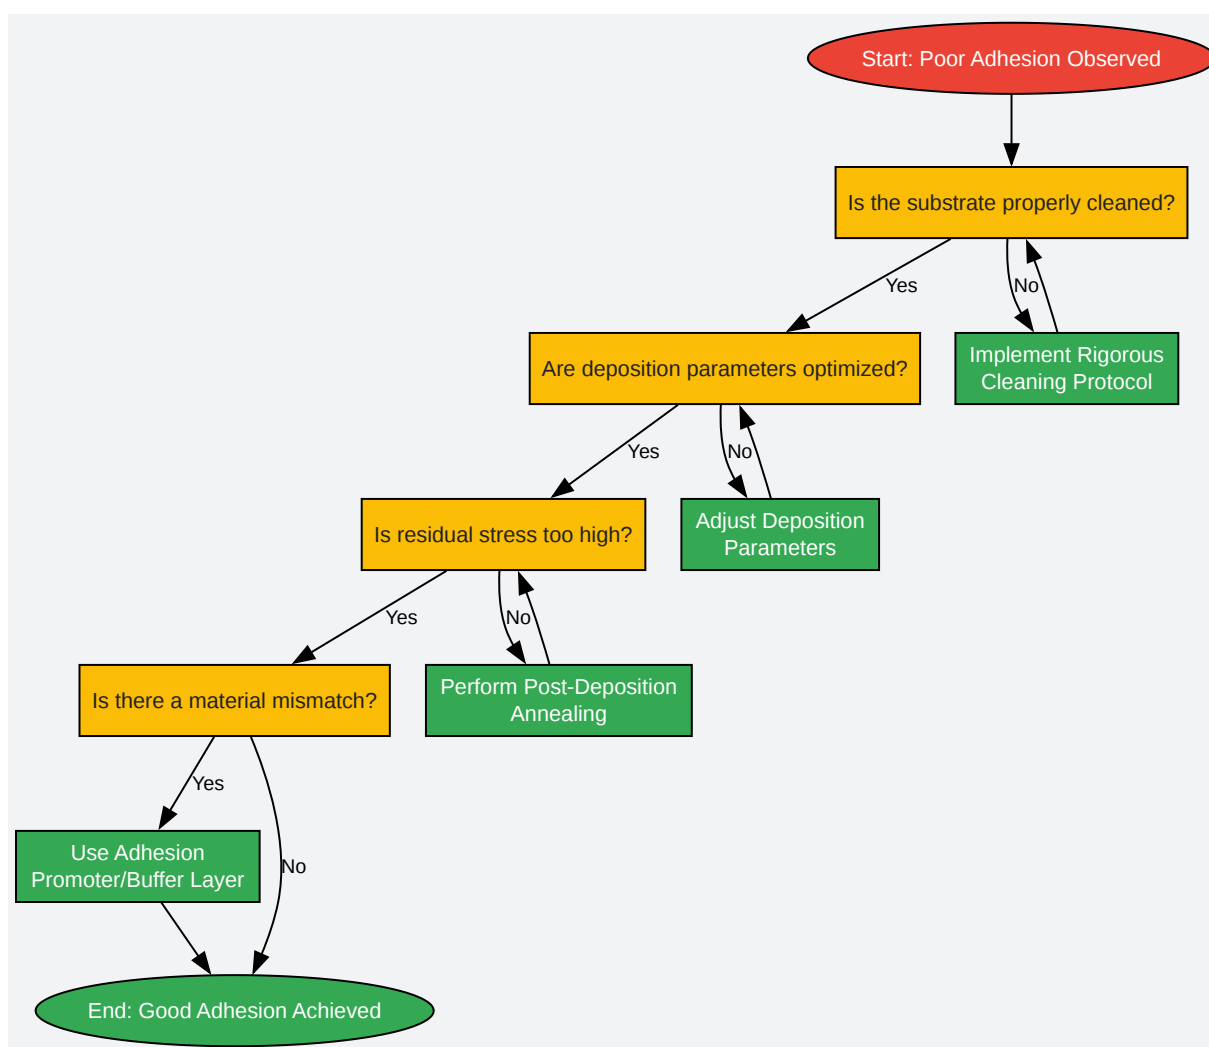 Start: Poor Adhesion Observed
Is the substrate properly cleaned?
Yes
No
Are deposition parameters optimized?
Implement Rigorous
Cleaning Protocol
Yes
No
Is residual stress too high?
Adjust Deposition
Parameters
Yes
No
Is there a material mismatch?
Perform Post-Deposition
Annealing
Yes
Use Adhesion
Promoter/Buffer Layer
No
End: Good Adhesion Achieved